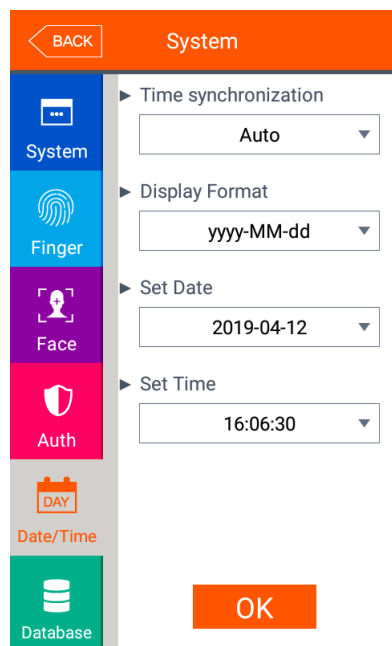 BACK
System
System
Finger
Face
Auth
DAY
Date/Time
Database
Time synchronization
Auto
Display Format
yyyy-MM-dd
Set Date
2019-04-12
Set Time
16:06:30
OK